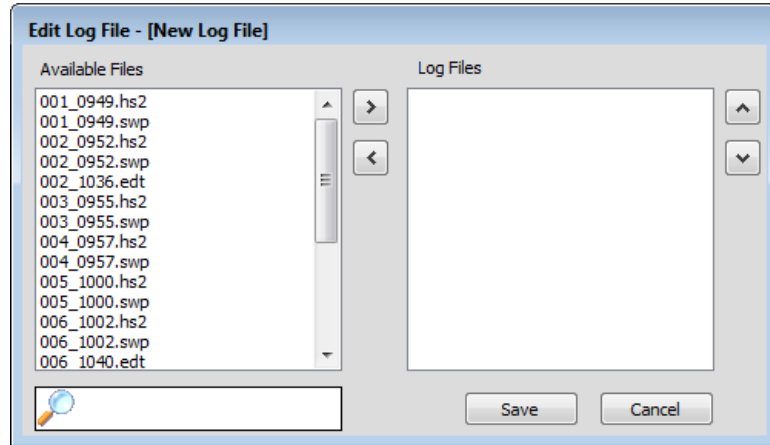 Edit Log File - [New Log File]
Available Files
Log Files
001_0949.hs2
001_0949.swp
002_0952.hs2
002_0952.swp
002_1036.edt
003_0955.hs2
003_0955.swp
004_0957.hs2
004_0957.swp
005_1000.hs2
005_1000.swp
006_1002.hs2
006_1002.swp
006_1040.edt
Save
Cancel